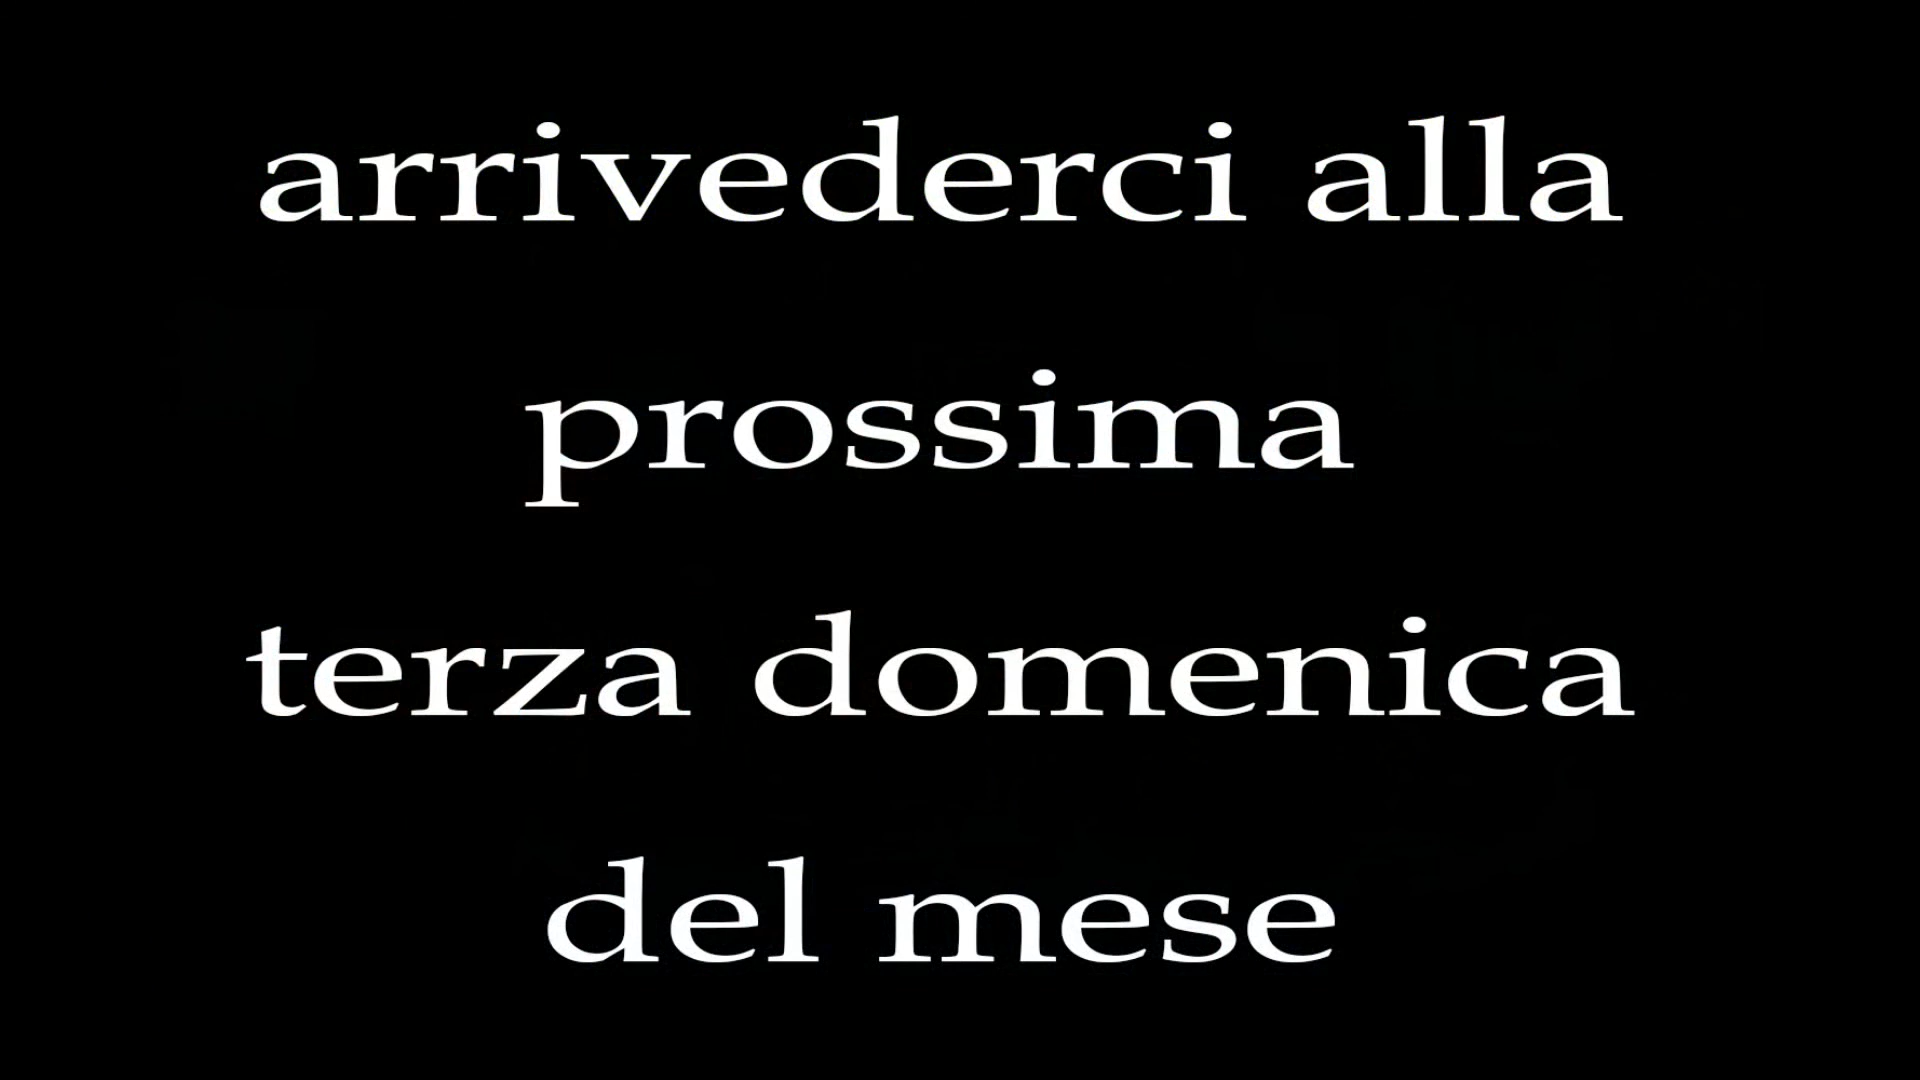 arrivederci alla
prossima
terza domenica
del mese